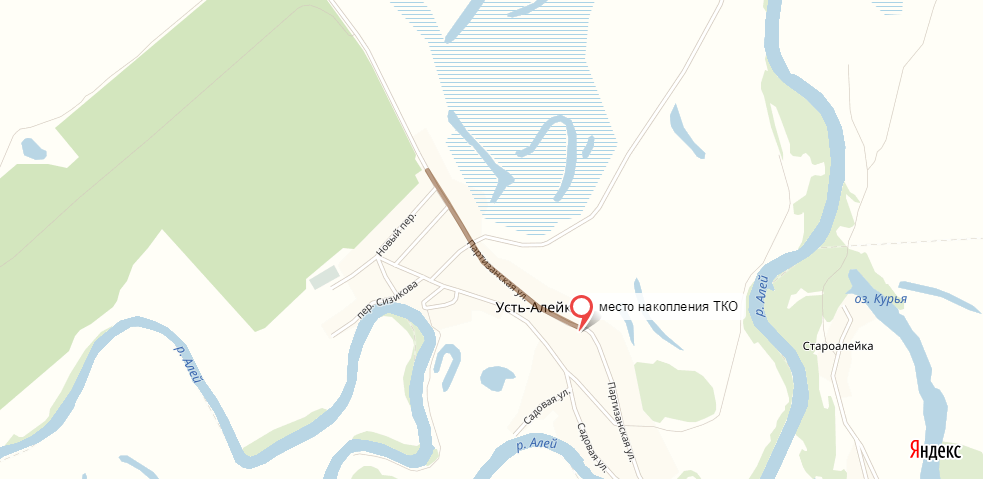 Новый пер.
Партизанская ул.
р. Алей
пер. Сизикова
оз. Курья
Усть-Алейка
место накопления ТКО
р. Алей
Староалейка
Садовая ул.
Партизанская ул.
Садовая ул.
р. Алей
Яндекс